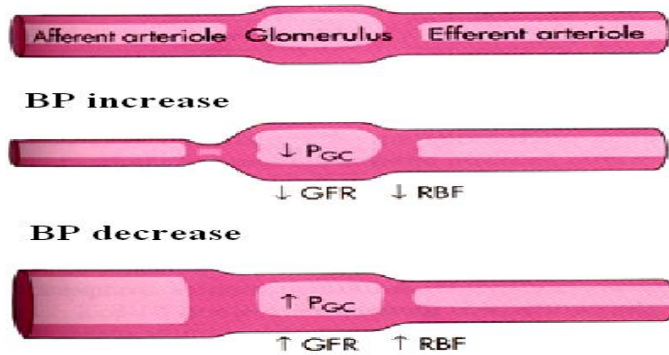 Afferent arteriole Glomerulus Efferent arteriole
BP increase
↓ PGC
↓ GFR ↓ RBF
BP decrease
↑ PGC
↑ GFR ↑ RBF